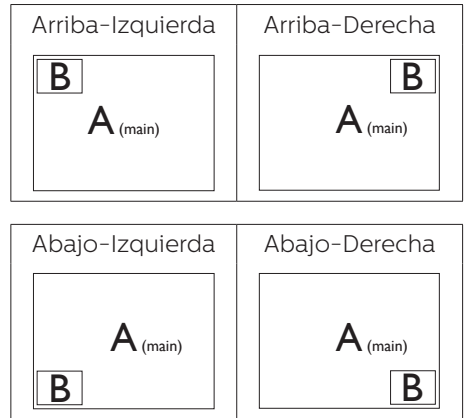 Arriba-Izquierda Arriba-Derecha
B B
A (main) A (main)
Abajo-Izquierda Abajo-Derecha
A (main) A (main)
B B